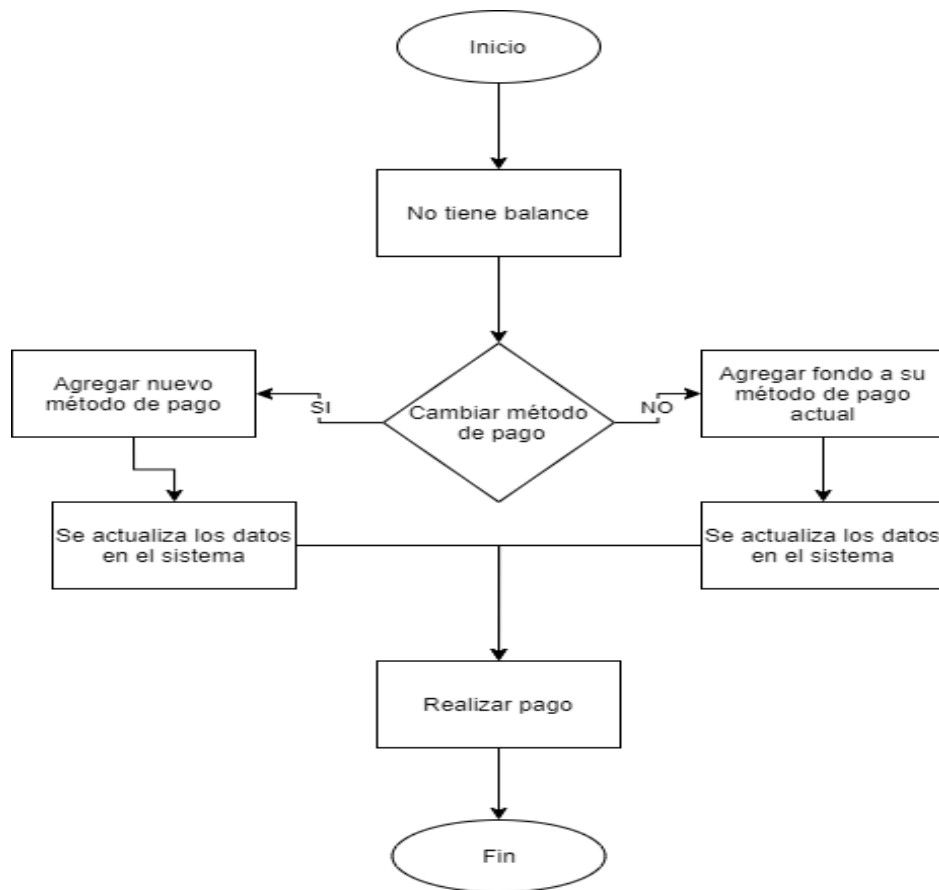 Inicio
No tiene balance
Agregar nuevo
método de pago
SI
Cambiar método
de pago
NO
Agregar fondo a su
método de pago
actual
Se actualiza los datos
en el sistema
Se actualiza los datos
en el sistema
Realizar pago
Fin